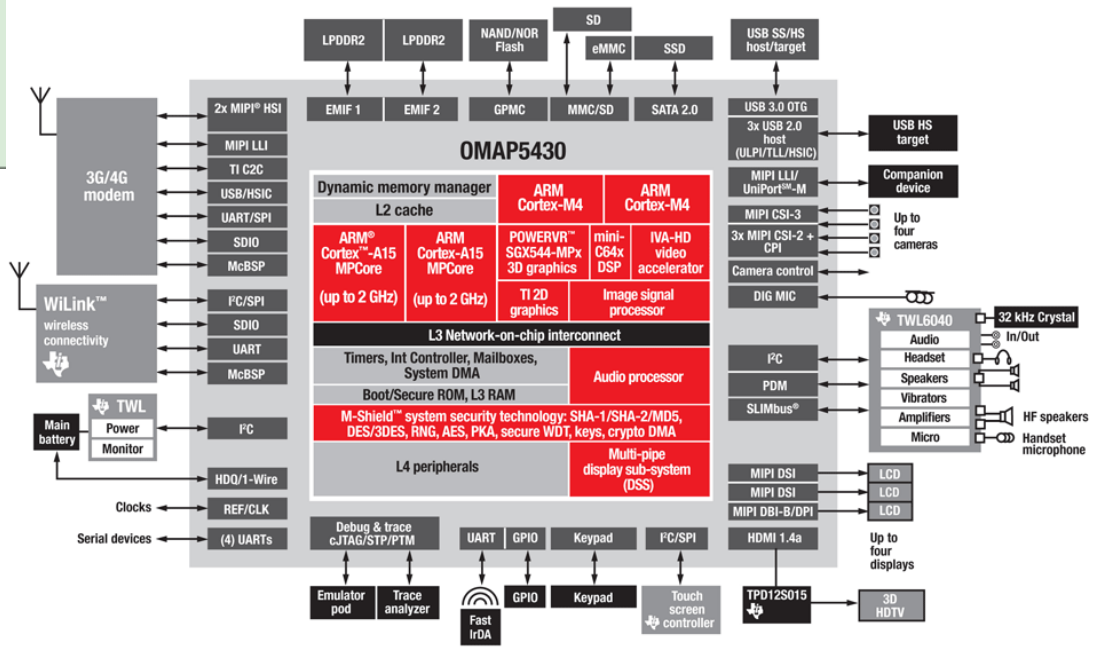 SD
LPDDR2
LPDDR2
NAND/NOR
Flash
eMMC
SSD
USB SS/HS
host/target
EMIF 1
EMIF 2
GPMC
MMC/SD
SATA 2.0
USB 3.0 OTG
2x MIPI® HSI
MIPI LLI
TI C2C
USB/HSIC
UART/SPI
SDIO
McBSP
3G/4G
modem
I²C/SPI
SDIO
UART
McBSP
WiLink™
wireless
connectivity
TWL
Power
Monitor
Main
battery
I²C
HDQ/1-Wire
Clocks
REF/CLK
Serial devices
(4) UARTs
OMAP5430
Dynamic memory manager
L2 cache
ARM
Cortex-M4
ARM
Cortex-M4
ARM®
Cortex™-A15
MPCore
(up to 2 GHz)
ARM
Cortex-A15
MPCore
(up to 2 GHz)
POWERVR™
SGX544-MPx
3D graphics
mini-
C64x
DSP
IVA-HD
video
accelerator
TI 2D
graphics
Image signal
processor
L3 Network-on-chip interconnect
Timers, Int Controller, Mailboxes,
System DMA
Boot/Secure ROM, L3 RAM
Audio processor
M-Shield™ system security technology: SHA-1/SHA-2/MD5,
DES/3DES, RNG, AES, PKA, secure WDT, keys, crypto DMA
L4 peripherals
Multi-pipe
display sub-system
(DSS)
3x USB 2.0
host
(ULPI/TLL/HSIC)
USB HS
target
MIPI LLI/
UniPort℠-M
Companion
device
MIPI CSI-3
3x MIPI CSI-2 +
CPI
Up to
four
cameras
Camera control
DIG MIC
I²C
PDM
SLIMbus®
TWL6040
Audio
Headset
Speakers
Vibrators
Amplifiers
Micro
32 kHz Crystal
In/Out
HF speakers
Handset
microphone
MIPI DSI
MIPI DSI
MIPI DBI-B/DPI
LCD
LCD
LCD
Up to
four
displays
HDMI 1.4a
TPD12S015
3D
HDTV
Debug & trace
cJTAG/STP/PTM
UART
GPIO
Keypad
I²C/SPI
Emulator
pod
Trace
analyzer
Fast
IrDA
GPIO
Keypad
Touch
screen
controller